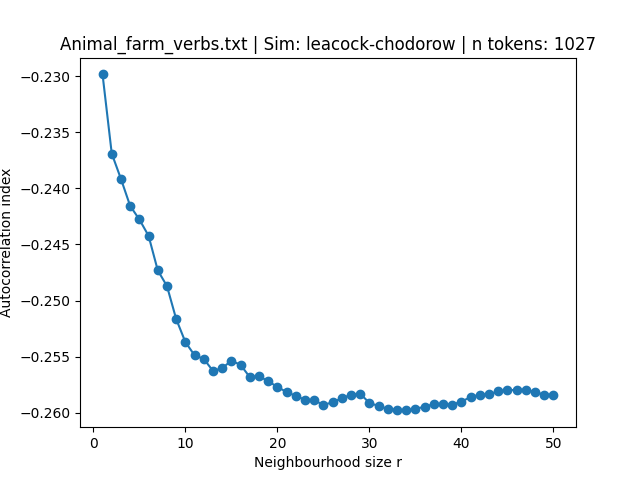 Animal_farm_verbs.txt | Sim: leacock-chodorow | n tokens: 1027
−0.230
−0.235
−0.240
−0.245
−0.250
−0.255
−0.260
Autocorrelation index
0 10 20 30 40 50
Neighbourhood size r